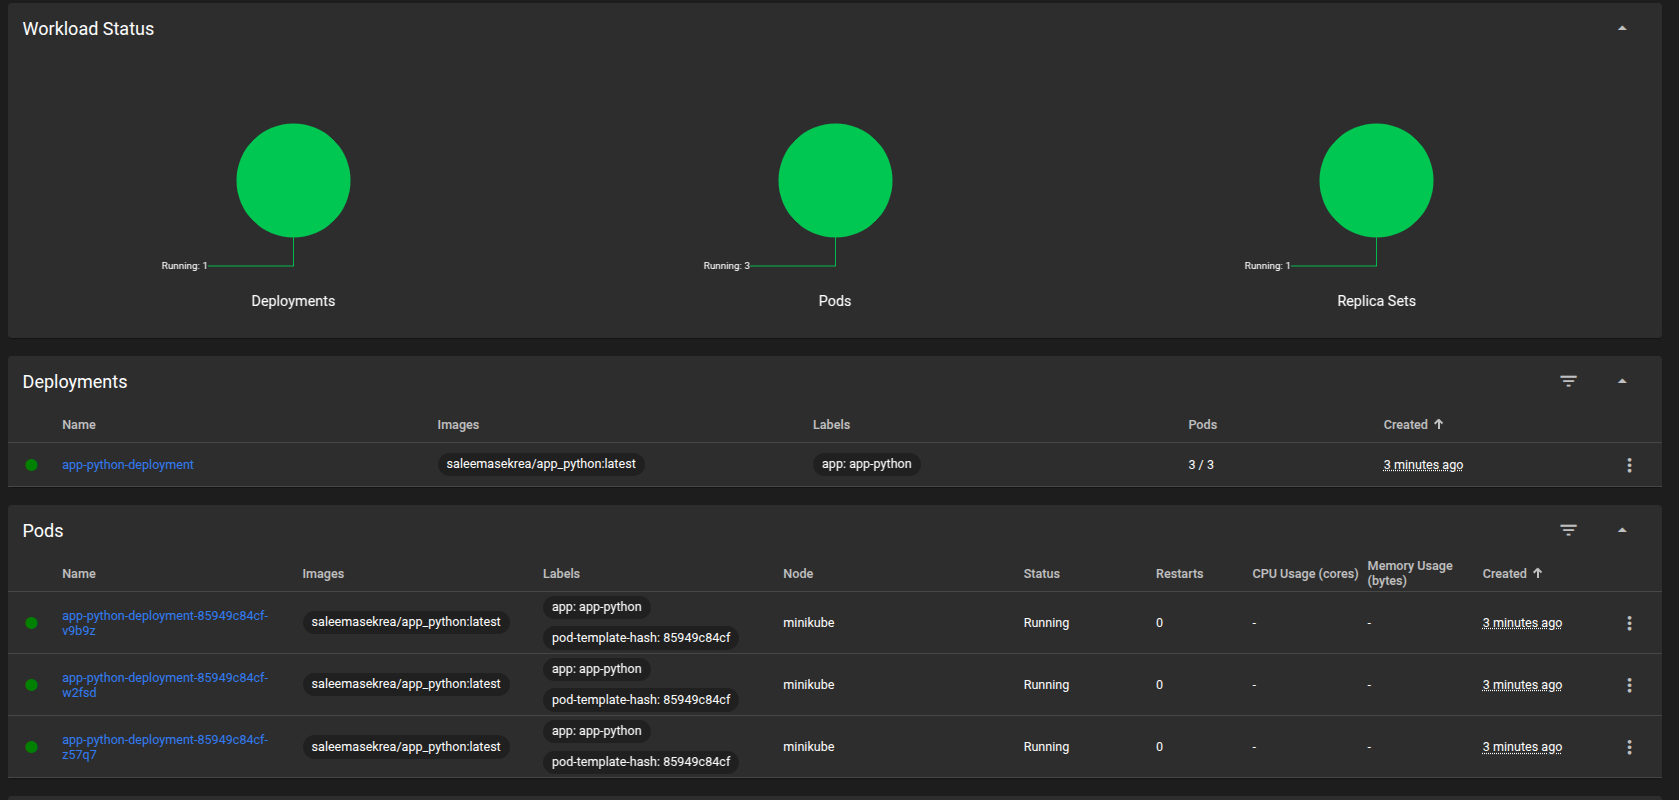 Workload Status
Running: 1
Running: 3
Running: 1
Deployments
Pods
Replica Sets
Deployments
Name Images Labels Pods Created
app-python-deployment saleemasekrea/app_python:latest app: app-python 3 / 3 3 minutes ago
Pods
Name Images Labels Node Status Restarts CPU Usage (cores) Memory Usage (bytes) Created
app-python-deployment-85949c84cf-v9b9z saleemasekrea/app_python:latest app: app-python pod-template-hash: 85949c84cf minikube Running 0 - - 3 minutes ago
app-python-deployment-85949c84cf-w2fsd saleemasekrea/app_python:latest app: app-python pod-template-hash: 85949c84cf minikube Running 0 - - 3 minutes ago
app-python-deployment-85949c84cf-z57q7 saleemasekrea/app_python:latest app: app-python pod-template-hash: 85949c84cf minikube Running 0 - - 3 minutes ago